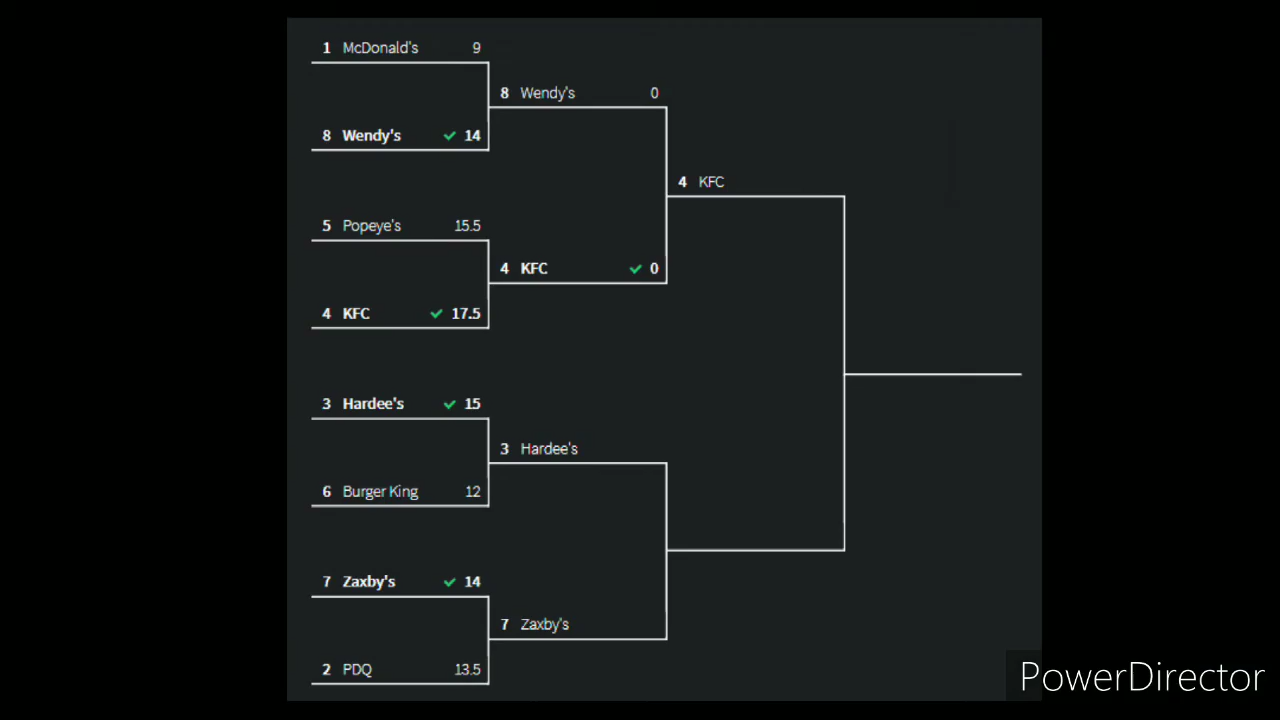 1 McDonald's 9
8 Wendy's 0
8 Wendy's ✓ 14
4 KFC
5 Popeye's 15.5
4 KFC ✓ 0
4 KFC ✓ 17.5
3 Hardee's ✓ 15
3 Hardee's
6 Burger King 12
7 Zaxby's ✓ 14
7 Zaxby's
2 PDQ 13.5
PowerDirector